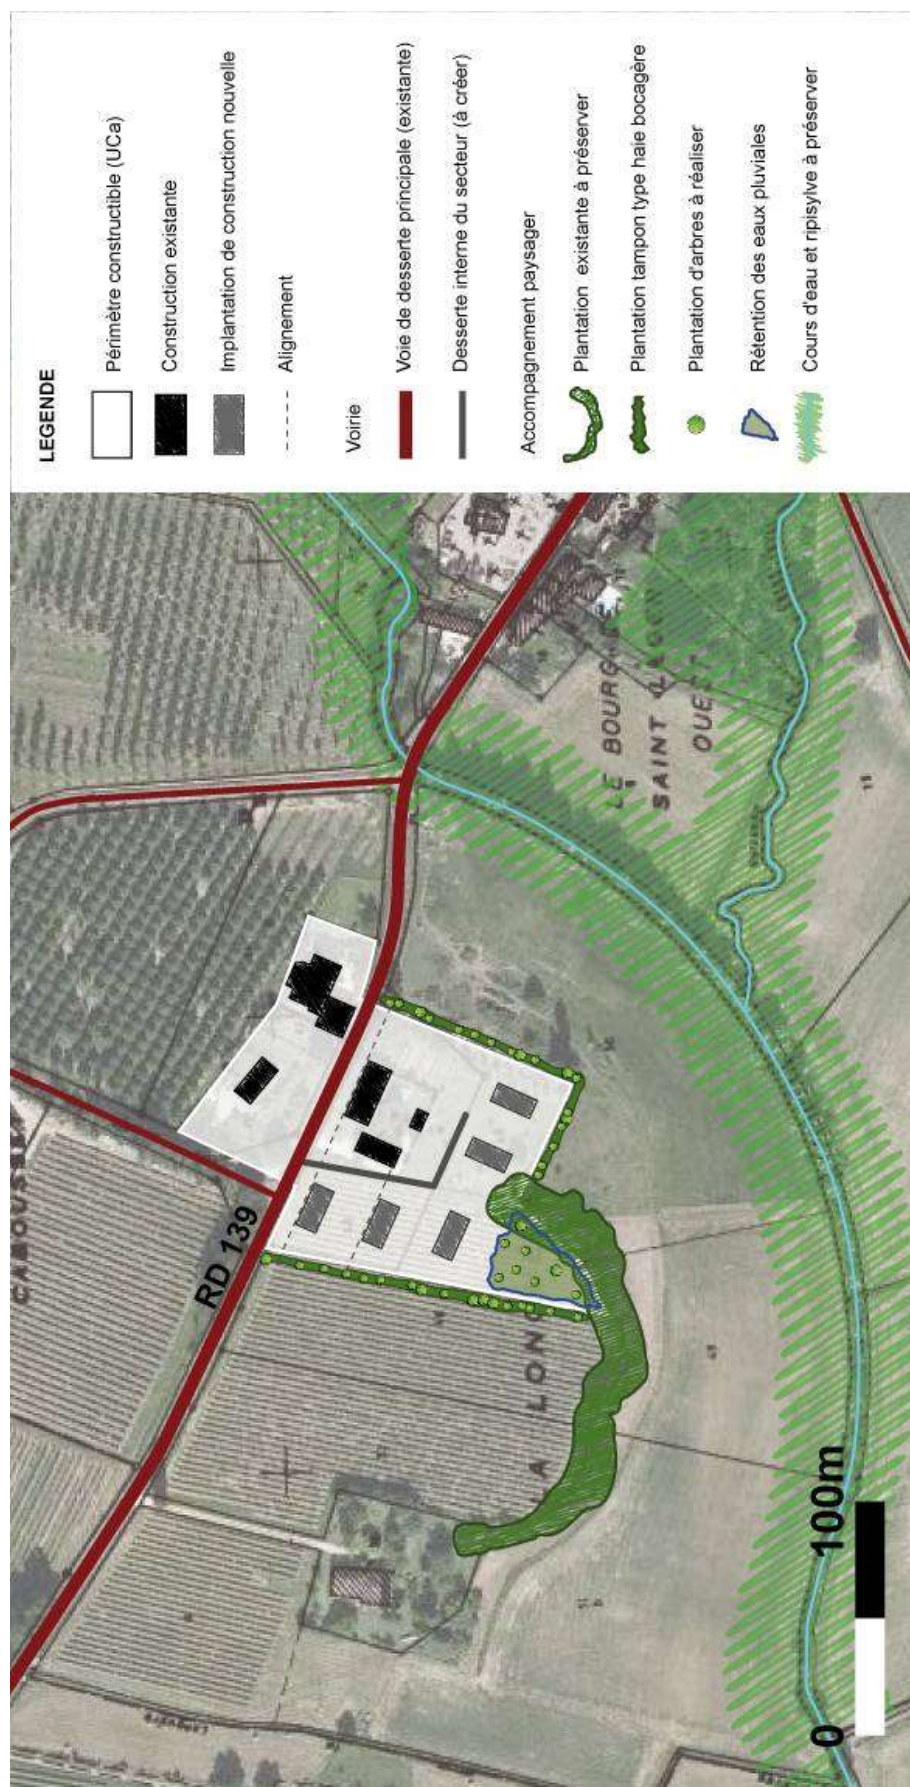 LEGENDE
Périmètre constructible (UCa)
Construction existante
Implantation de construction nouvelle
Alignement
Voirie
Voie de desserte principale (existante)
Desserte interne du secteur (à créer)
Accompagnement paysager
Plantation existante à préserver
Plantation tampon type haie bocagère
Plantation d'arbres à réaliser
Rétention des eaux pluviales
Cours d'eau et ripisylve à préserver
RD 139
LE BOURG
SAINT
OUEST
0 100m